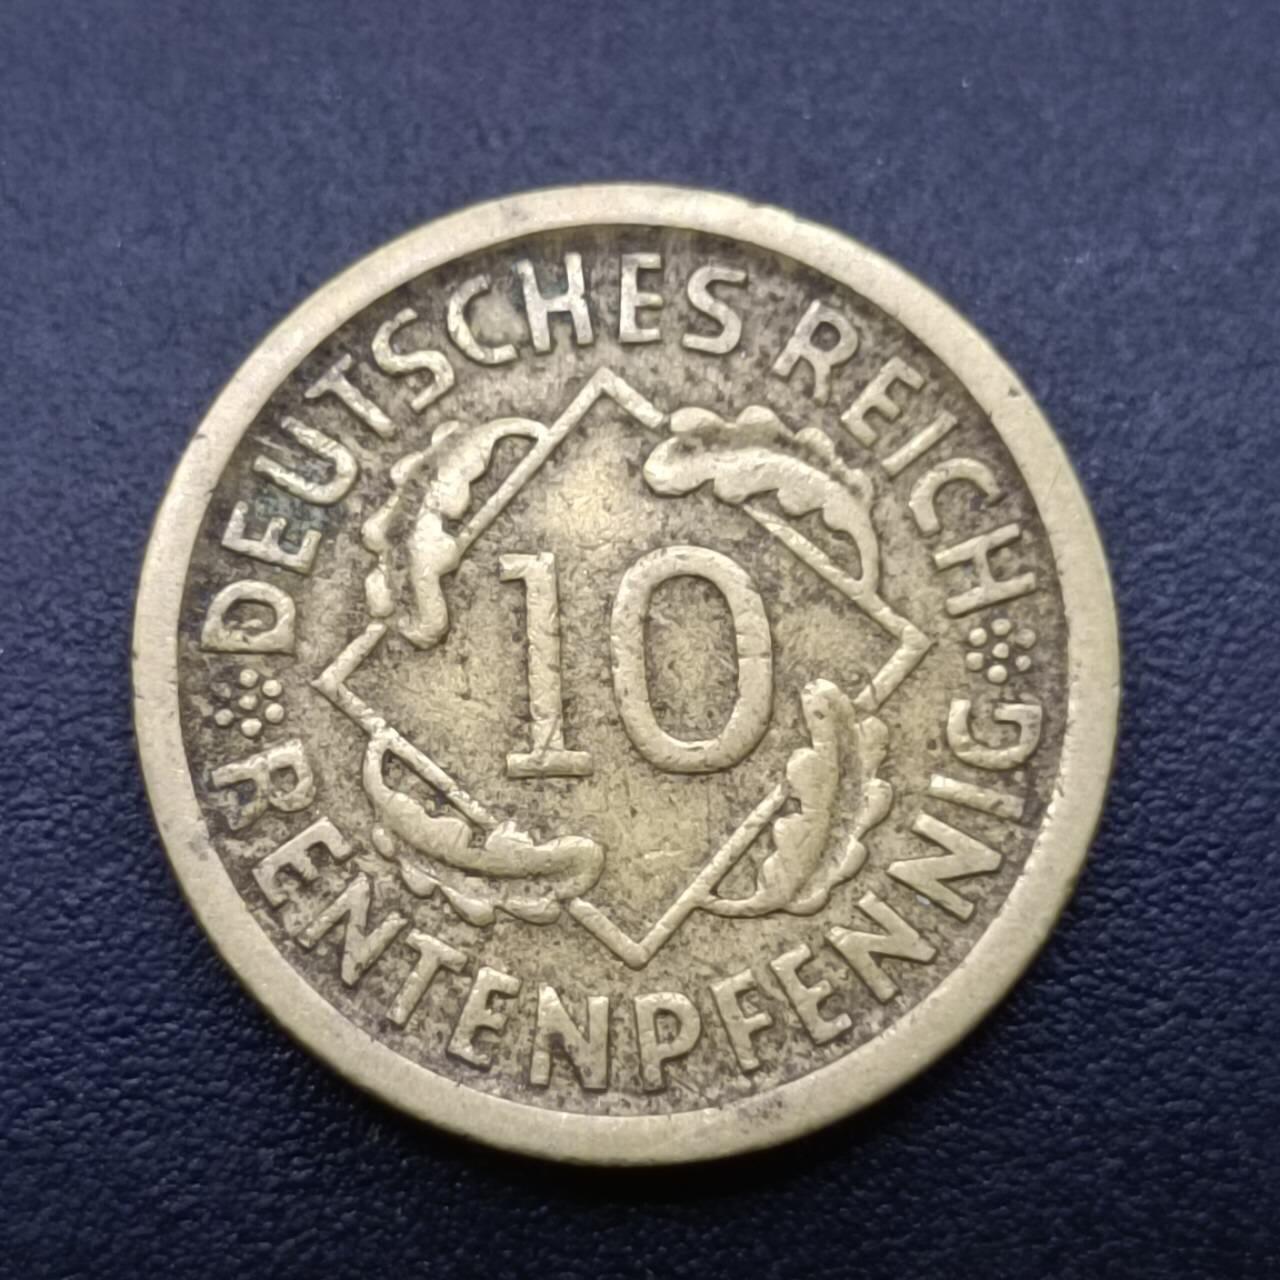 DEUTSCHES REICH
10
RENTENPFENNIG